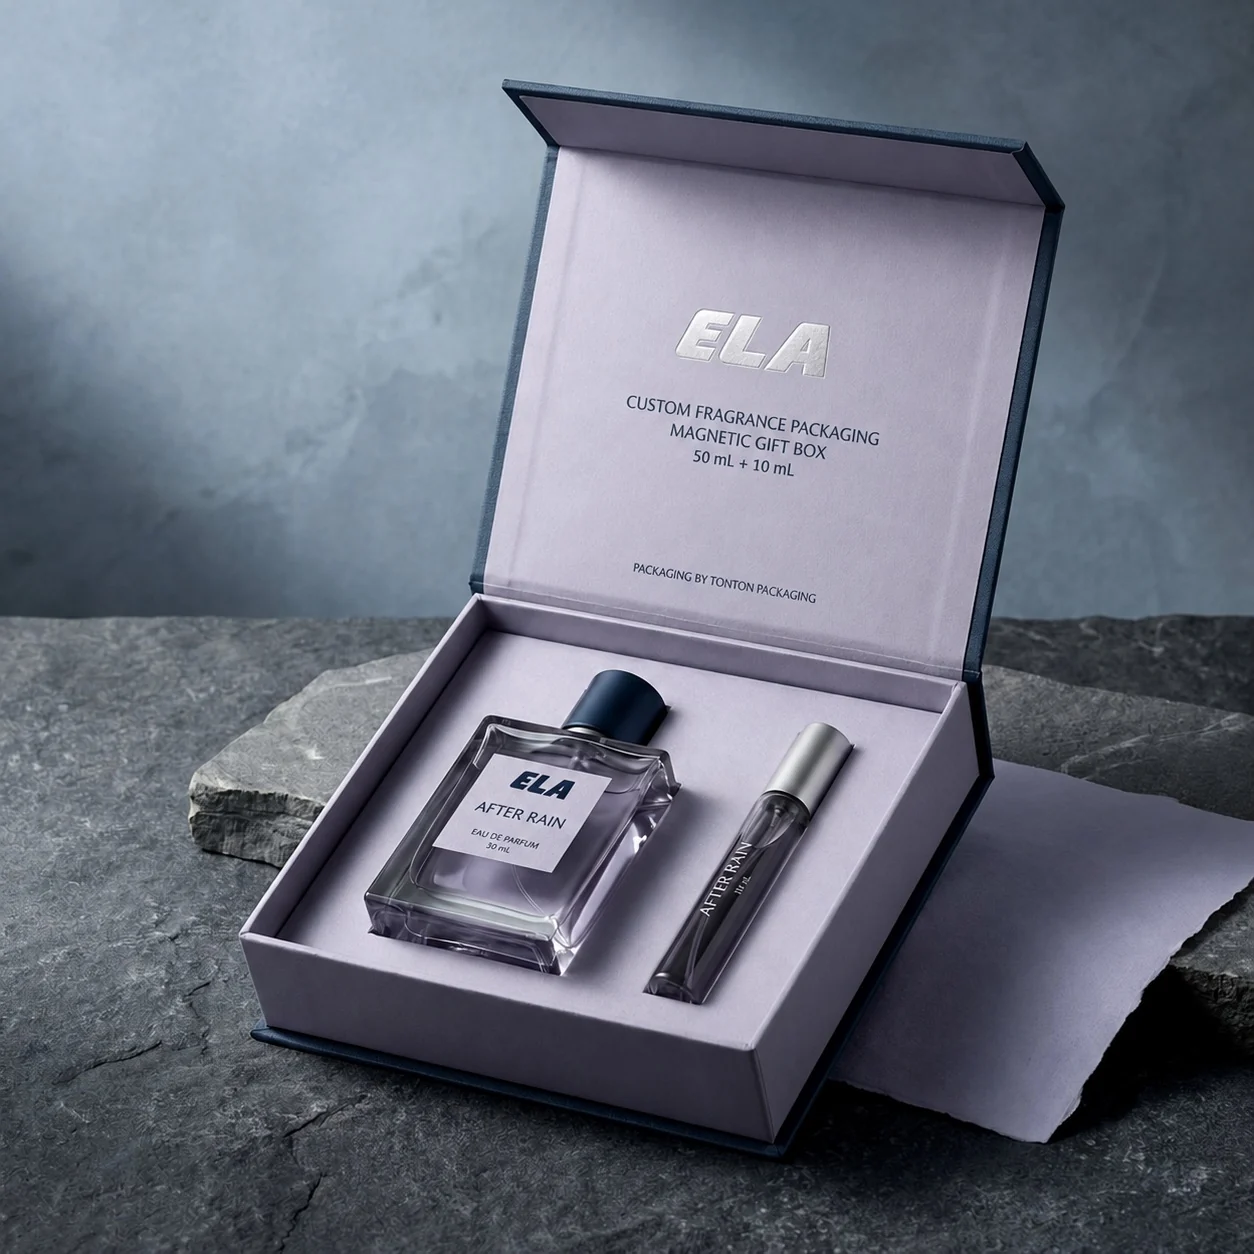 ELA
CUSTOM FRAGRANCE PACKAGING
MAGNETIC GIFT BOX
50 mL + 10 mL
PACKAGING BY TONTON PACKAGING
ELA
AFTER RAIN
EAU DE PARFUM
30 mL
AFTER RAIN